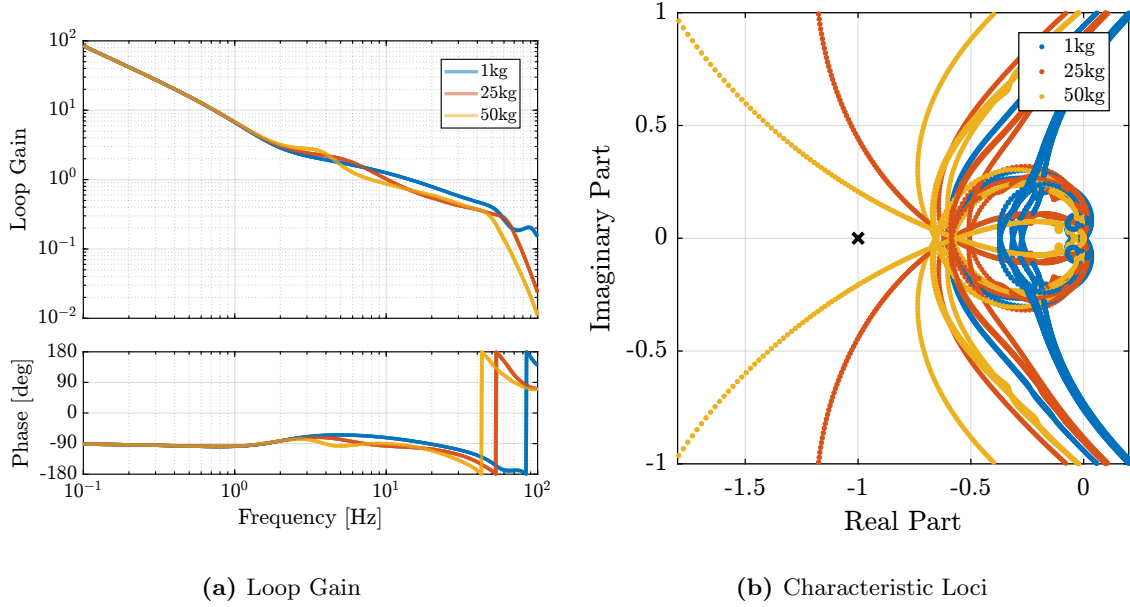 10^2
10^1
10^0
10^{-1}
10^{-2}
Loop Gain
1kg
25kg
50kg
180
90
0
-90
-180
Phase [deg]
10^{-1}
10^0
10^1
10^2
Frequency [Hz]
(a) Loop Gain
1
0.5
0
-0.5
-1
Imaginary Part
1kg
25kg
50kg
-1.5
-1
-0.5
0
Real Part
(b) Characteristic Loci